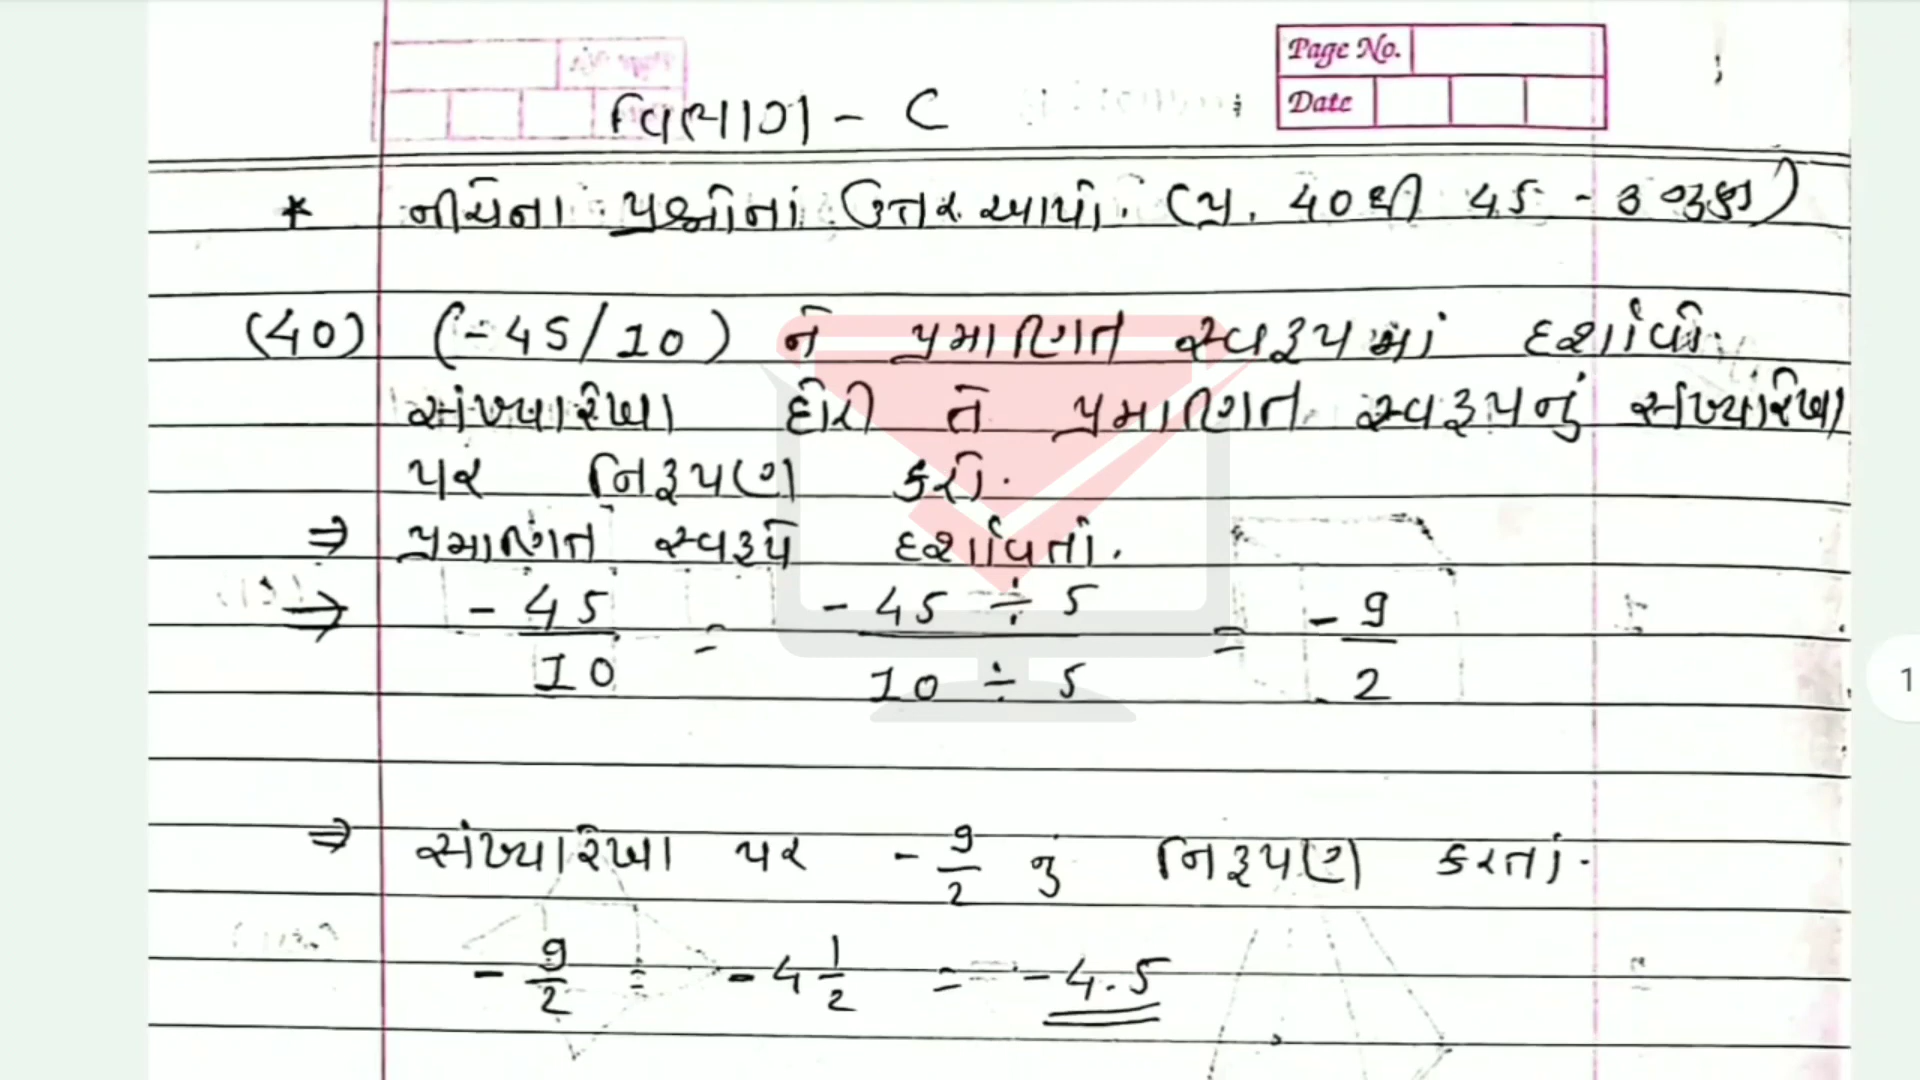 Page No.
Date
વિભાગ - C
* નીચેના પ્રશ્નોનાં ઉત્તર આપો. (પ્ર. 40થી 45 - 3 ગુણ)
(40) (-45/10) ને પ્રમાણિત સ્વરૂપમાં દર્શાવો.
સંખ્યારેખા દોરી તે પ્રમાણિત સ્વરૂપનું સંખ્યારેખા
પર નિરૂપણ કરો.
⇒ પ્રમાણિત સ્વરૂપે દર્શાવતાં.
⇒ -45/10 = -45 ÷ 5 / 10 ÷ 5 = -9/2
⇒ સંખ્યારેખા પર -9/2 નું નિરૂપણ કરતાં.
-9/2 = -4 1/2 = -4.5
1